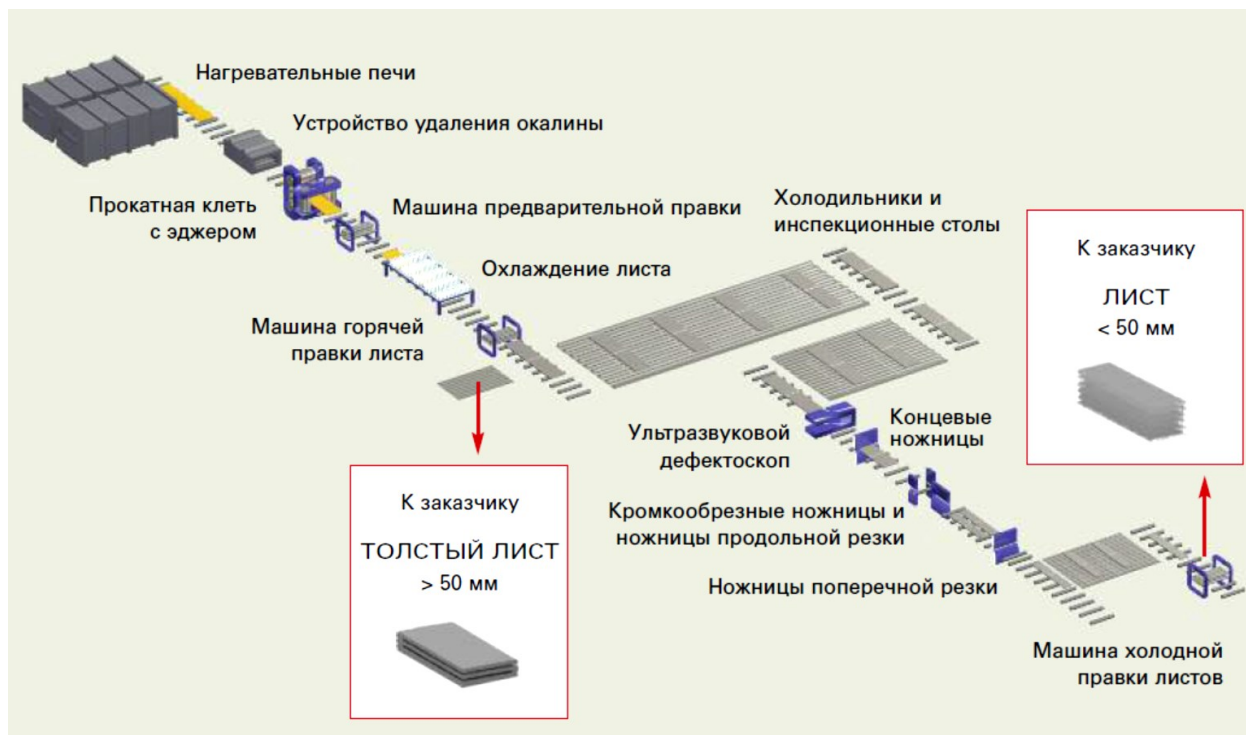 Нагревательные печи
Устройство удаления окалины
Прокатная клеть
с эджером
Машина предварительной правки
Охлаждение листа
Машина горячей
правки листа
Холодильники и
инспекционные столы
К заказчику
ТОЛСТЫЙ ЛИСТ
> 50 мм
Ультразвуковой
дефектоскоп
Концевые
ножницы
Кромкообрезные ножницы и
ножницы продольной резки
Ножницы поперечной резки
Машина холодной
правки листов
К заказчику
ЛИСТ
< 50 мм